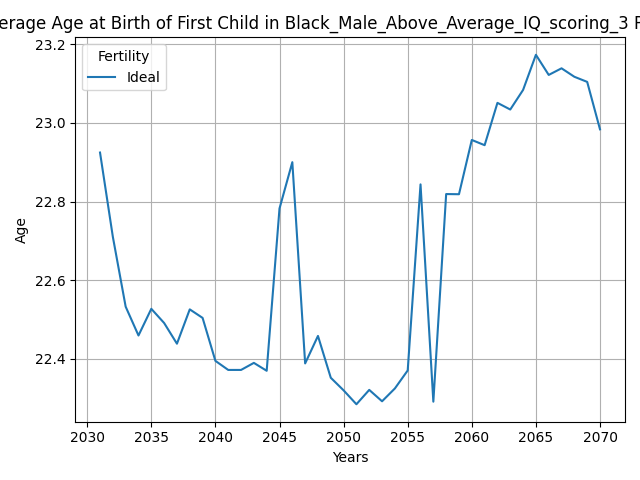 erage Age at Birth of First Child in Black_Male_Above_Average_IQ_scoring_3
Fertility
Ideal
23.2
23.0
22.8
22.6
22.4
Age
2030 2035 2040 2045 2050 2055 2060 2065 2070
Years